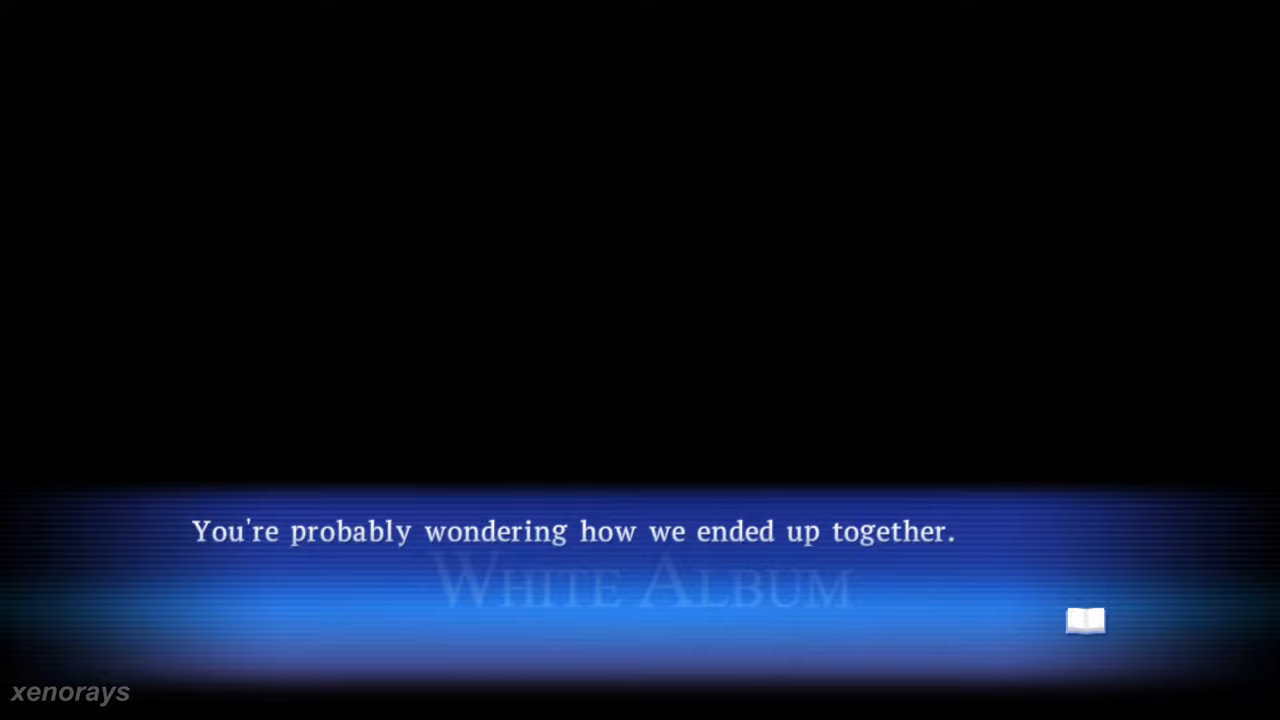 You're probably wondering how we ended up together.
WHITE ALBUM
xenorays